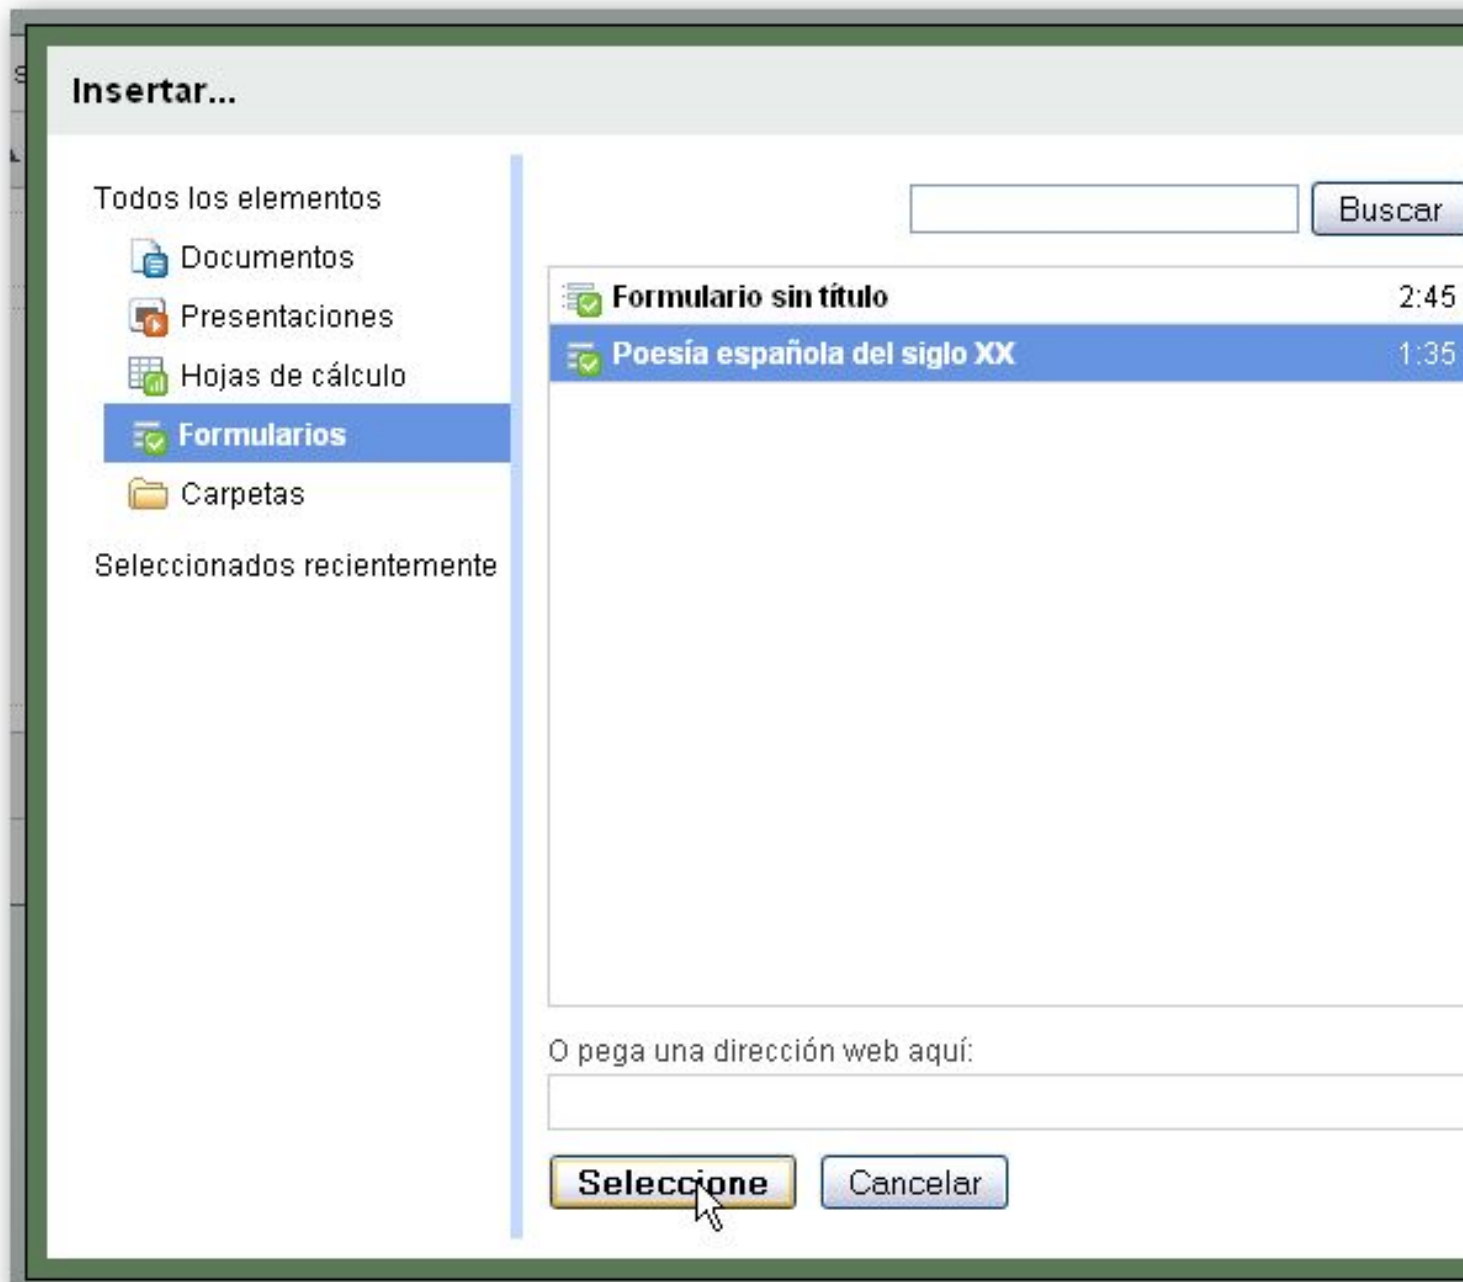 Insertar...
Todos los elementos
Documentos
Presentaciones
Hojas de cálculo
Formularios
Carpetas
Seleccionados recientemente
Buscar
Formulario sin título 2:45
Poesía española del siglo XX 1:35
O pega una dirección web aquí:
Seleccione Cancelar